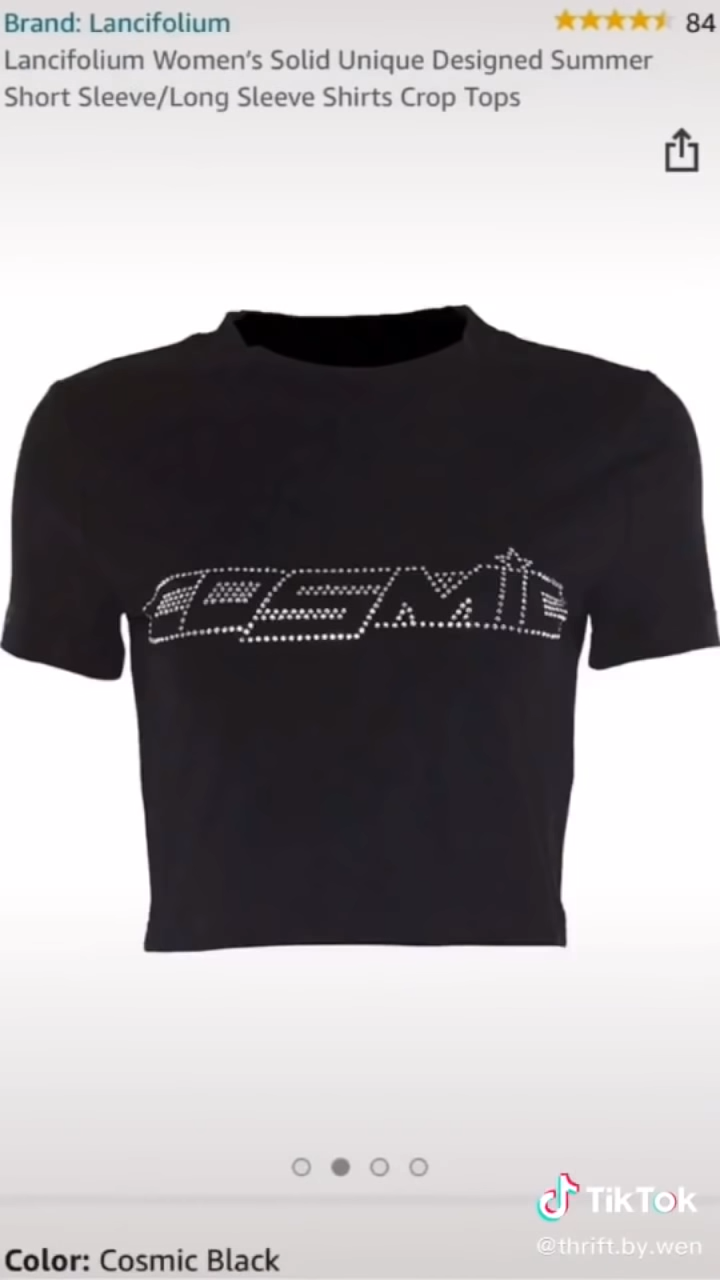 Brand: Lancifolium
84
Lancifolium Women's Solid Unique Designed Summer
Short Sleeve/Long Sleeve Shirts Crop Tops
COSMIC
TikTok
@thrift.by.wen
Color: Cosmic Black